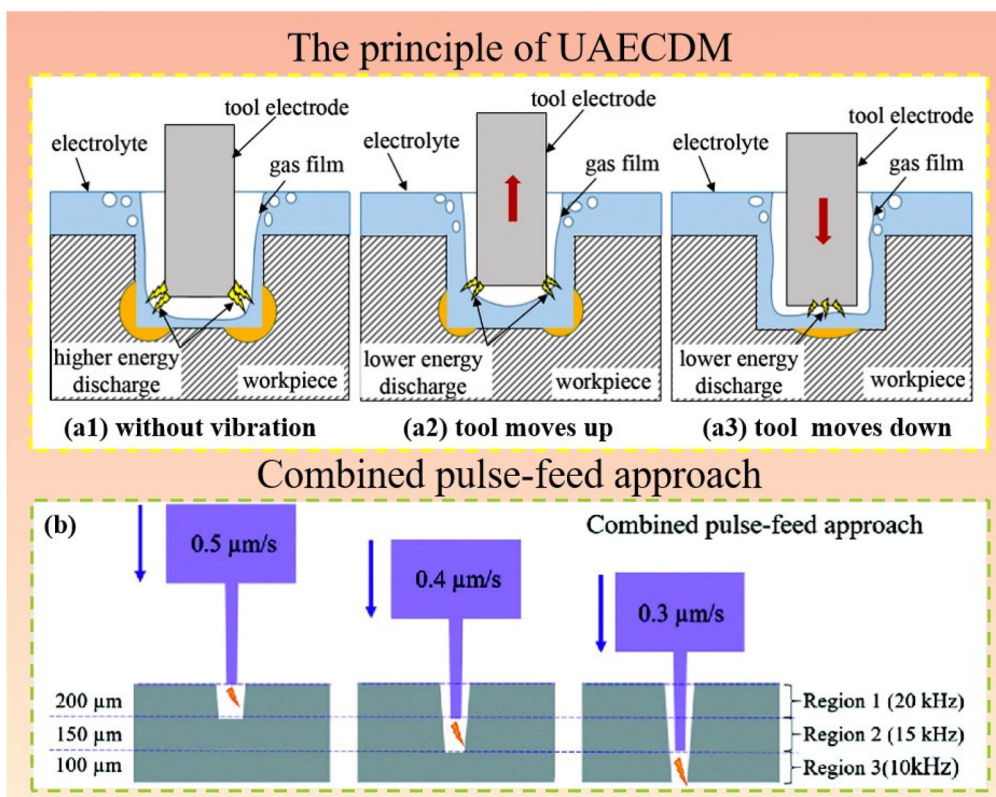 The principle of UAECDM
electrolyte
tool electrode
gas film
higher energy
discharge
workpiece
(a1) without vibration
electrolyte
tool electrode
gas film
lower energy
discharge
workpiece
(a2) tool moves up
electrolyte
tool electrode
gas film
lower energy
discharge
workpiece
(a3) tool moves down
Combined pulse-feed approach
(b)
Combined pulse-feed approach
0.5 µm/s
0.4 µm/s
0.3 µm/s
200 µm
Region 1 (20 kHz)
150 µm
Region 2 (15 kHz)
100 µm
Region 3(10kHz)